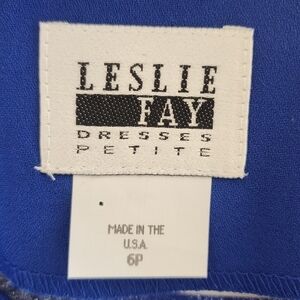 LESLIE
FAY
DRESSES
PETITE
MADE IN THE
U.S.A.
6P